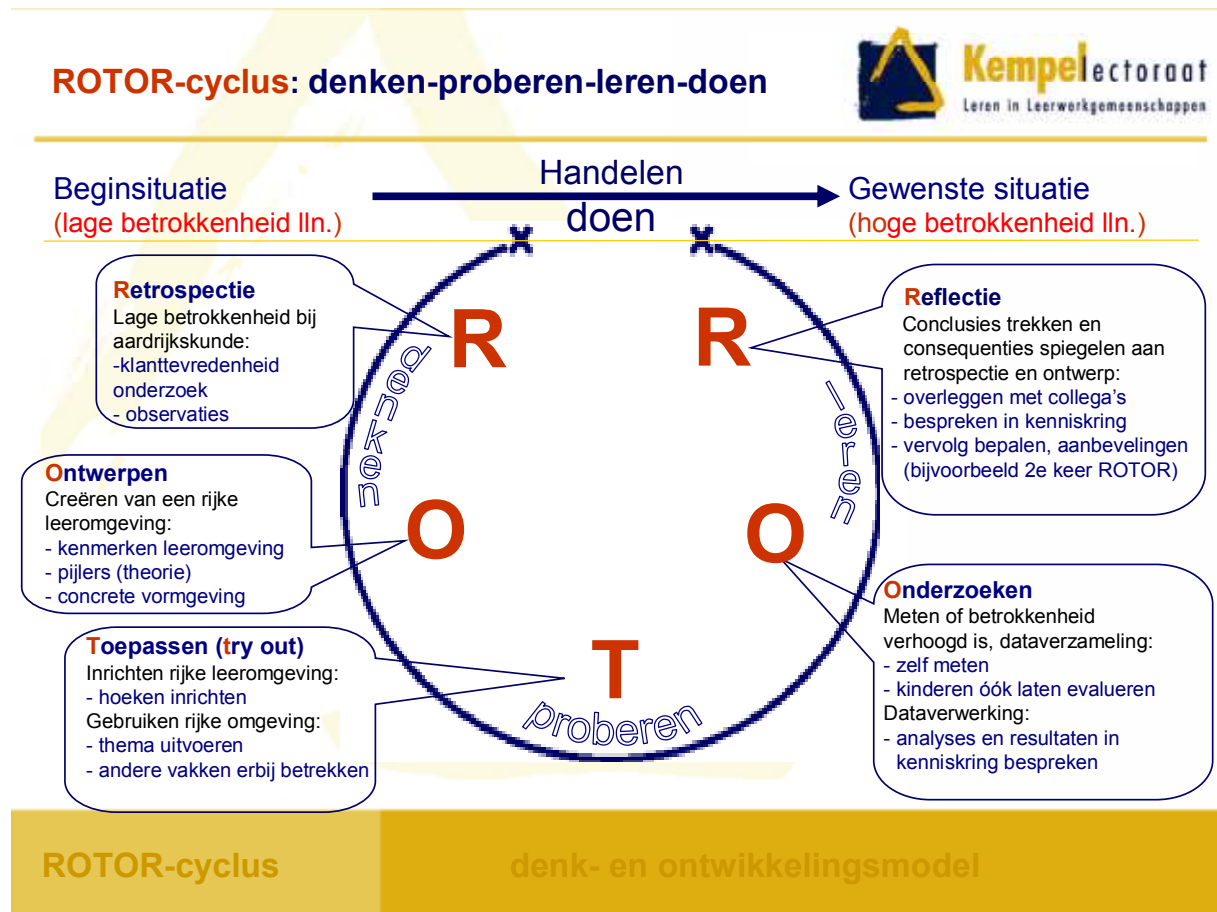 ROTOR-cyclus: denken-proberen-leren-doen
Kempellectoraat
Leren in Leerwerkgemeenschappen
Beginsituatie
(lage betrokkenheid lln.)
Handelen
doen
Gewenste situatie
(hoge betrokkenheid lln.)
x
x
Retrospectie
Lage betrokkenheid bij
aardrijkskunde:
-klanttevredenheid
onderzoek
- observaties
R
denken
Ontwerpen
Creëren van een rijke
leeromgeving:
- kenmerken leeromgeving
- pijlers (theorie)
- concrete vormgeving
O
Toepassen (try out)
Inrichten rijke leeromgeving:
- hoeken inrichten
Gebruiken rijke omgeving:
- thema uitvoeren
- andere vakken erbij betrekken
T
proberen
O
Onderzoeken
Meten of betrokkenheid
verhoogd is, dataverzameling:
- zelf meten
- kinderen óók laten evalueren
Dataverwerking:
- analyses en resultaten in
kenniskring bespreken
R
leren
Reflectie
Conclusies trekken en
consequenties spiegelen aan
retrospectie en ontwerp:
- overleggen met collega's
- bespreken in kenniskring
- vervolg bepalen, aanbevelingen
(bijvoorbeeld 2e keer ROTOR)
ROTOR-cyclus
denk- en ontwikkelingsmodel